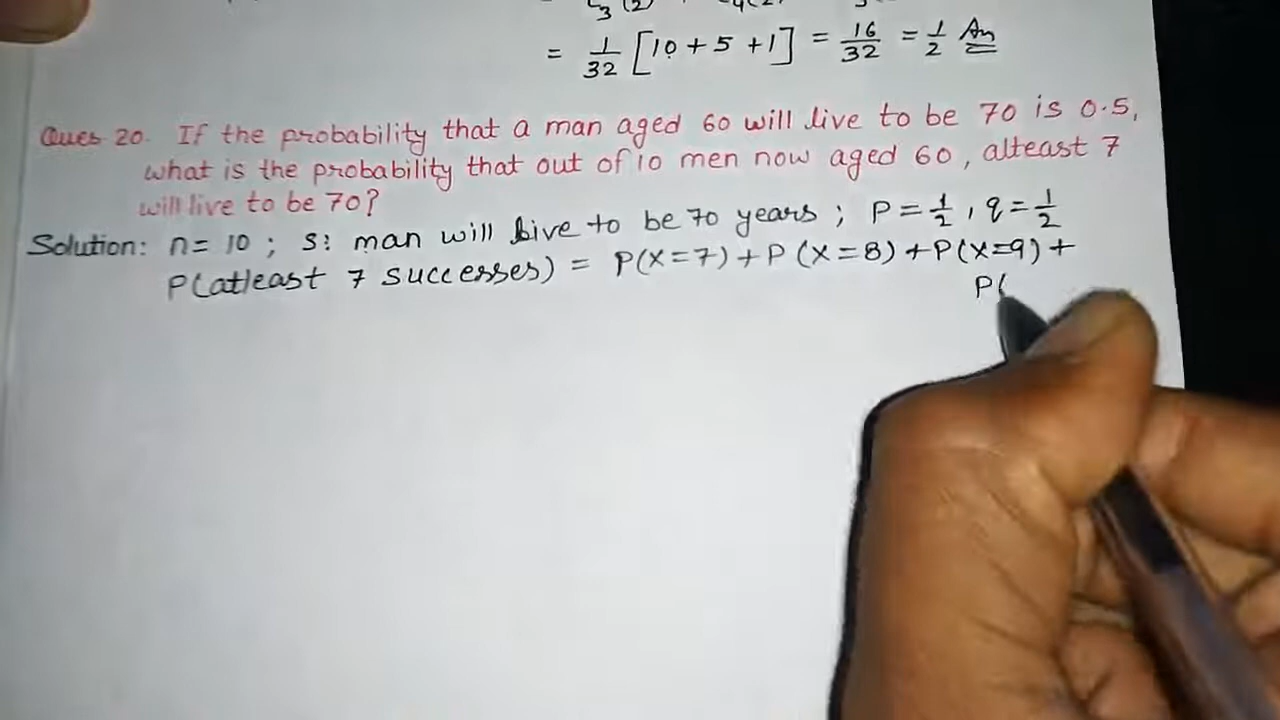 = 1/32 [10 + 5 + 1] = 16/32 = 1/2 An
Ques 20. If the probability that a man aged 60 will live to be 70 is 0.5,
what is the probability that out of 10 men now aged 60, alteast 7
will live to be 70?
Solution: n = 10 ; S: man will live to be 70 years ; P = 1/2 , q = 1/2
P(atleast 7 successes) = P(X=7) + P(X=8) + P(X=9) +
P(